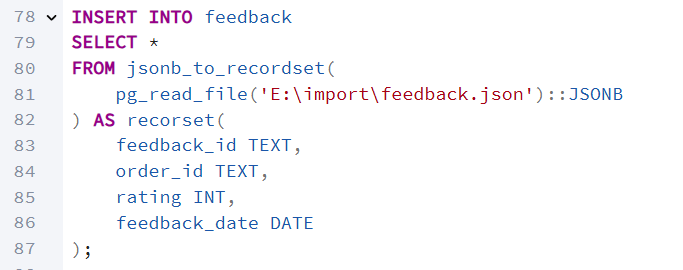 78 INSERT INTO feedback
79 SELECT *
80 FROM jsonb_to_recordset(
81 pg_read_file('E:\import\feedback.json')::JSONB
82 ) AS recorset(
83 feedback_id TEXT,
84 order_id TEXT,
85 rating INT,
86 feedback_date DATE
87 );